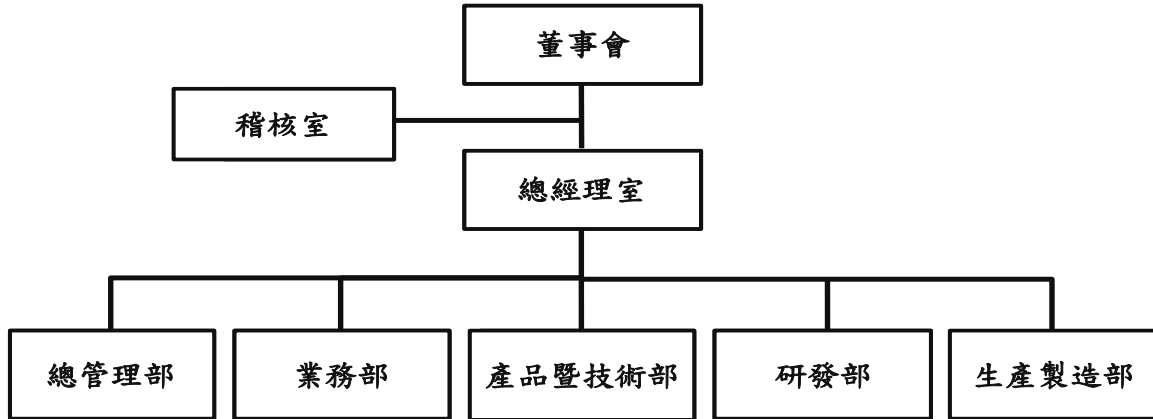 董事會
稽核室
總經理室
總管理部
業務部
產品暨技術部
研發部
生產製造部